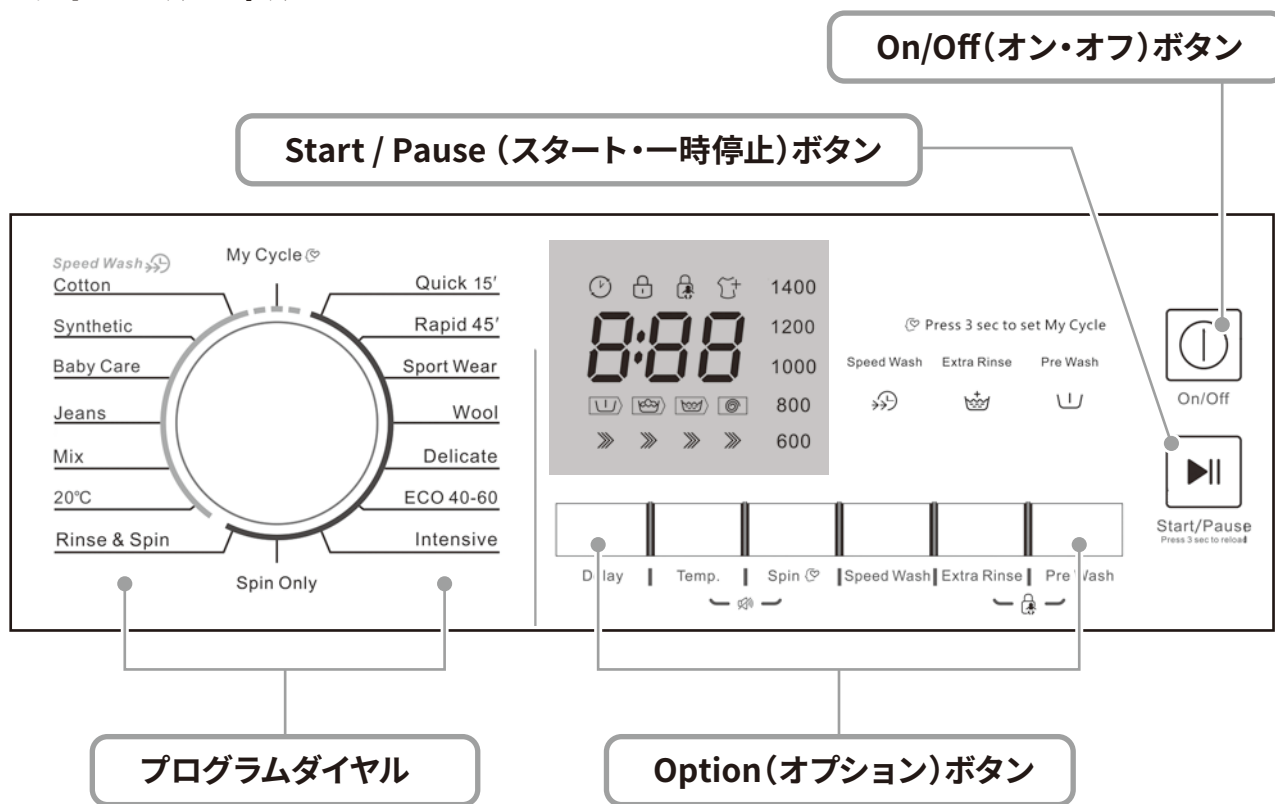 On/Off（オン・オフ）ボタン
Start / Pause （スタート・一時停止）ボタン
Speed Wash
My Cycle
Cotton
Synthetic
Baby Care
Jeans
Mix
20℃
Rinse & Spin
Quick 15′
Rapid 45′
Sport Wear
Wool
Delicate
ECO 40-60
Intensive
Spin Only
8:88
1400
1200
1000
800
600
Press 3 sec to set My Cycle
Speed Wash Extra Rinse Pre Wash
On/Off
Start/Pause
Press 3 sec to reload
Temp. Spin Speed Wash Extra Rinse Pre
プログラムダイヤル
Option（オプション）ボタン